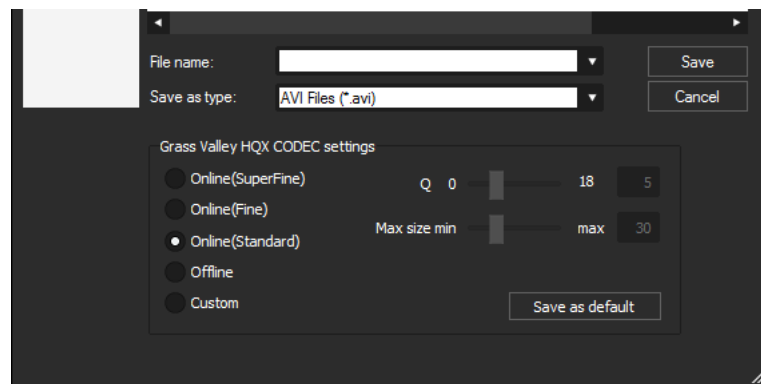 File name:
Save
Save as type: AVI Files (*.avi)
Cancel
Grass Valley HQX CODEC settings
Online(SuperFine)
Q 0 18 5
Online(Fine)
Max size min max 30
Online(Standard)
Offline
Custom
Save as default